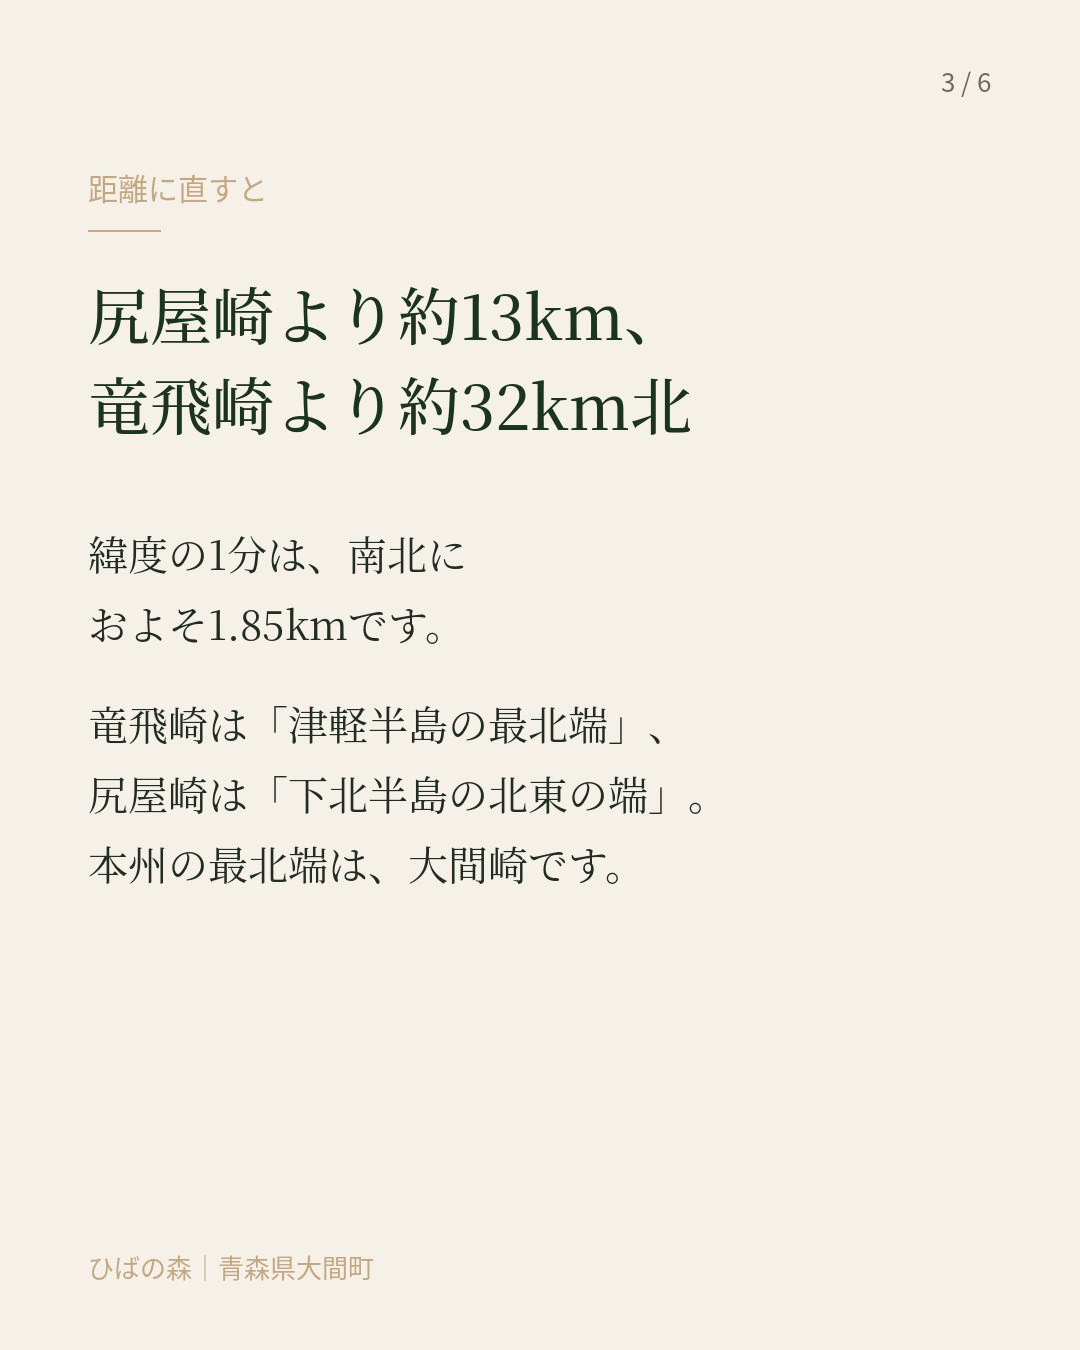 3 / 6
距離に直すと
尻屋崎より約13km、
竜飛崎より約32km北
緯度の1分は、南北に
およそ1.85kmです。
竜飛崎は「津軽半島の最北端」、
尻屋崎は「下北半島の北東の端」。
本州の最北端は、大間崎です。
ひばの森｜青森県大間町